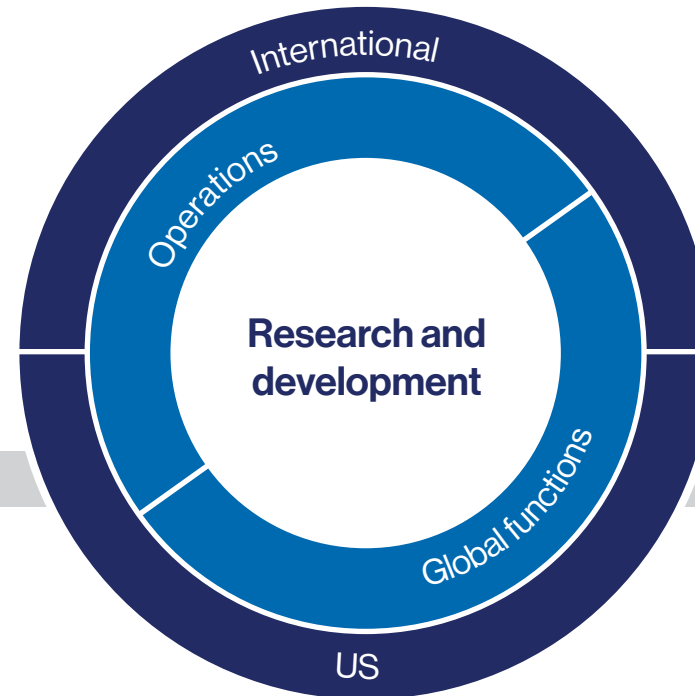 International
Operations
Research and
development
Global functions
US